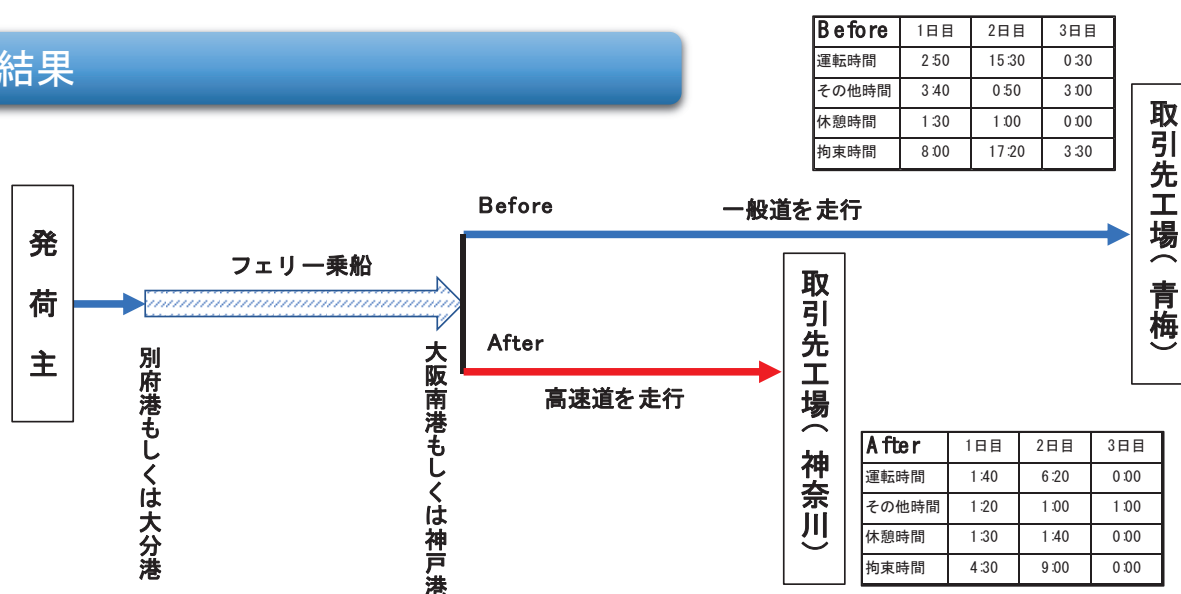 結果
Before 1日目 2日目 3日目
運転時間 2:50 15:30 0:30
その他時間 3:40 0:50 3:00
休憩時間 1:30 1:00 0:00
拘束時間 8:00 17:20 3:30
発荷主
フェリー乗船
別府港もしくは大分港
大阪南港もしくは神戸港
Before
一般道を走行
取引先工場(青梅)
After
高速道を走行
取引先工場(神奈川)
After 1日目 2日目 3日目
運転時間 1:40 6:20 0:00
その他時間 1:20 1:00 1:00
休憩時間 1:30 1:40 0:00
拘束時間 4:30 9:00 0:00